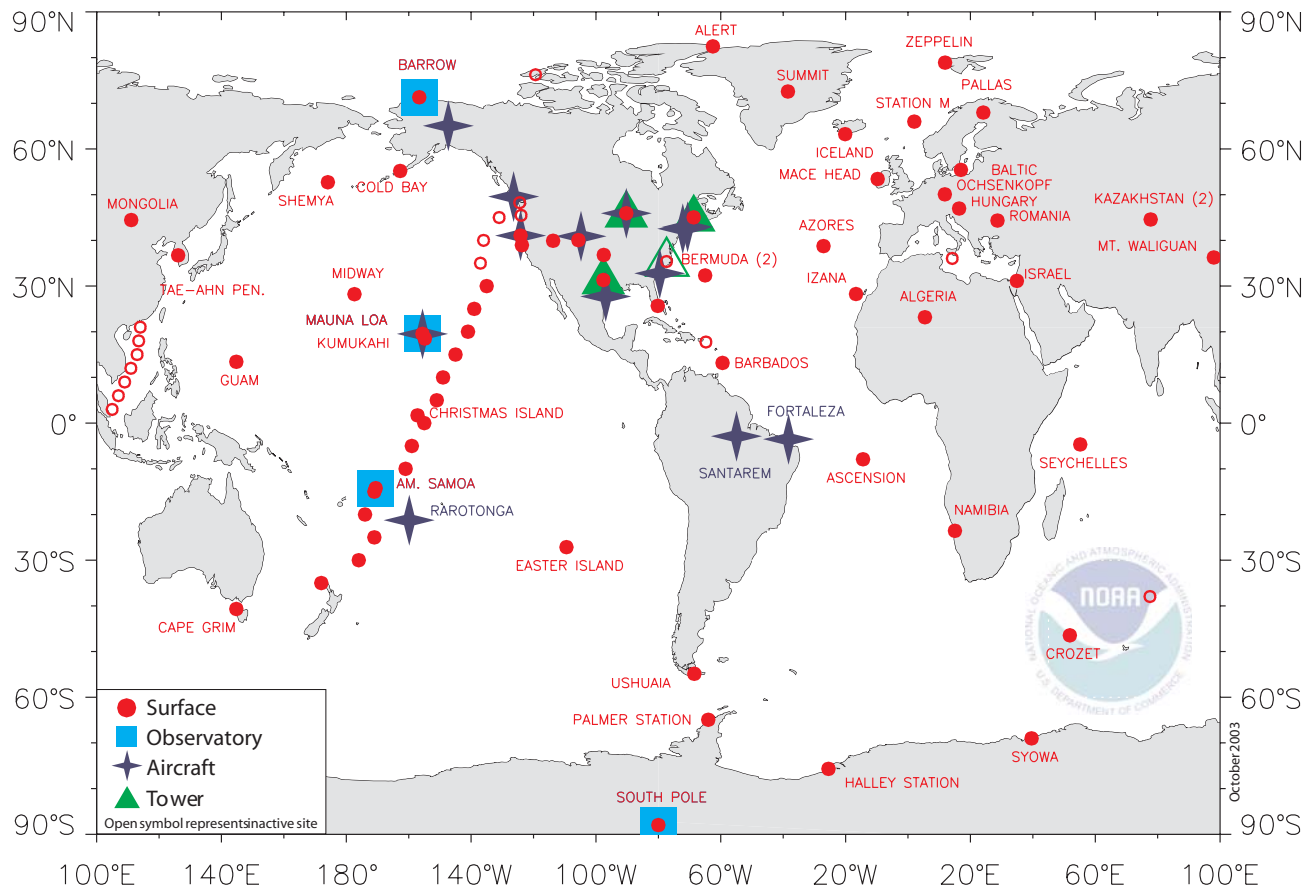 90°N
90°N
ALERT
ZEPPELIN
BARROW
SUMMIT
PALLAS
STATION M
60°N
60°N
ICELAND
COLD BAY
SHEMYA
MACE HEAD
BALTIC
OCHSENKOPF
HUNGARY
KAZAKHSTAN (2)
MONGOLIA
ROMANIA
AZORES
MT. WALIGUAN
BERMUDA (2)
MIDWAY
IZANA
ISRAEL
TAE-AHN PEN.
30°N
30°N
ALGERIA
MAUNA LOA
KUMUKAHI
BARBADOS
GUAM
CHRISTMAS ISLAND
FORTALEZA
0°
0°
SEYCHELLES
SANTAREM
ASCENSION
AM. SAMOA
RAROTONGA
NAMIBIA
30°S
30°S
EASTER ISLAND
NATIONAL OCEANIC AND ATMOSPHERIC ADMINISTRATION
NOAA
U.S. DEPARTMENT OF COMMERCE
CAPE GRIM
CROZET
USHUAIA
60°S
60°S
PALMER STATION
SYOWA
HALLEY STATION
October 2003
SOUTH POLE
Surface
Observatory
Aircraft
Tower
Open symbol represents inactive site
90°S
90°S
100°E
140°E
180°
140°W
100°W
60°W
20°W
20°E
60°E
100°E